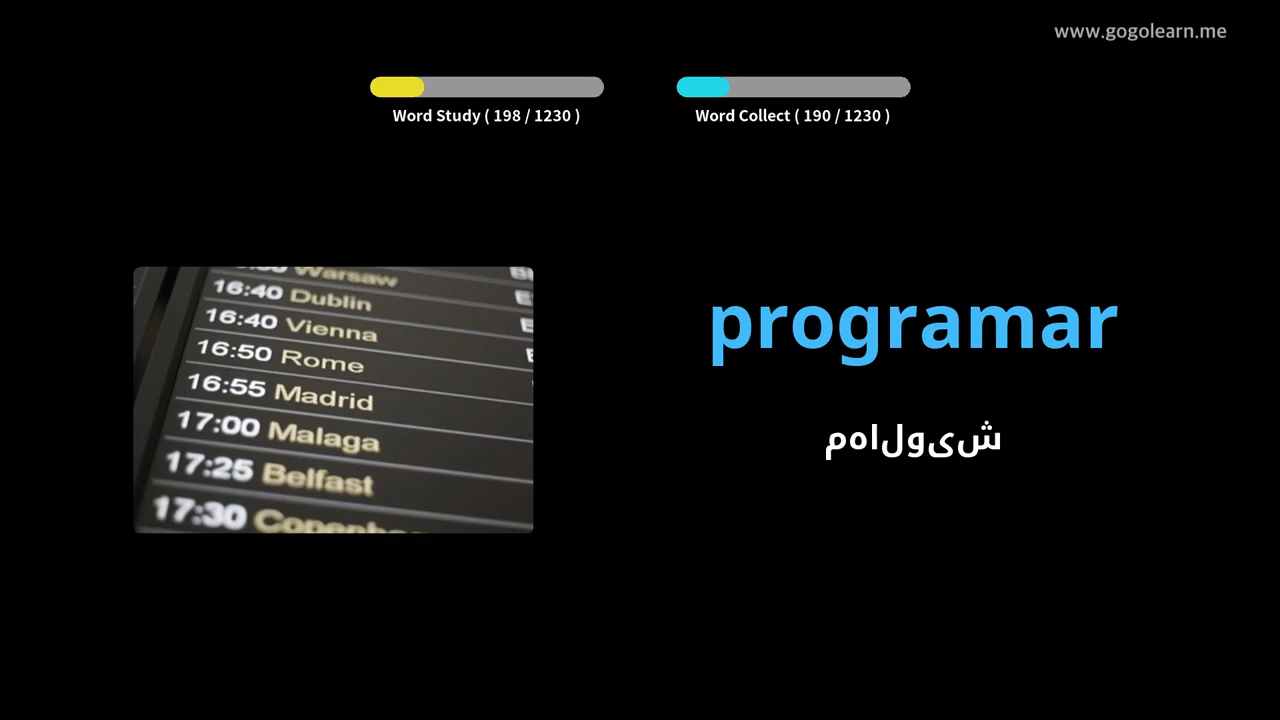 www.gogolearn.me
Word Study ( 198 / 1230 )
Word Collect ( 190 / 1230 )
Warsaw
16:40 Dublin
16:40 Vienna
16:50 Rome
16:55 Madrid
17:00 Malaga
17:25 Belfast
17:30
programar
شیولاهم